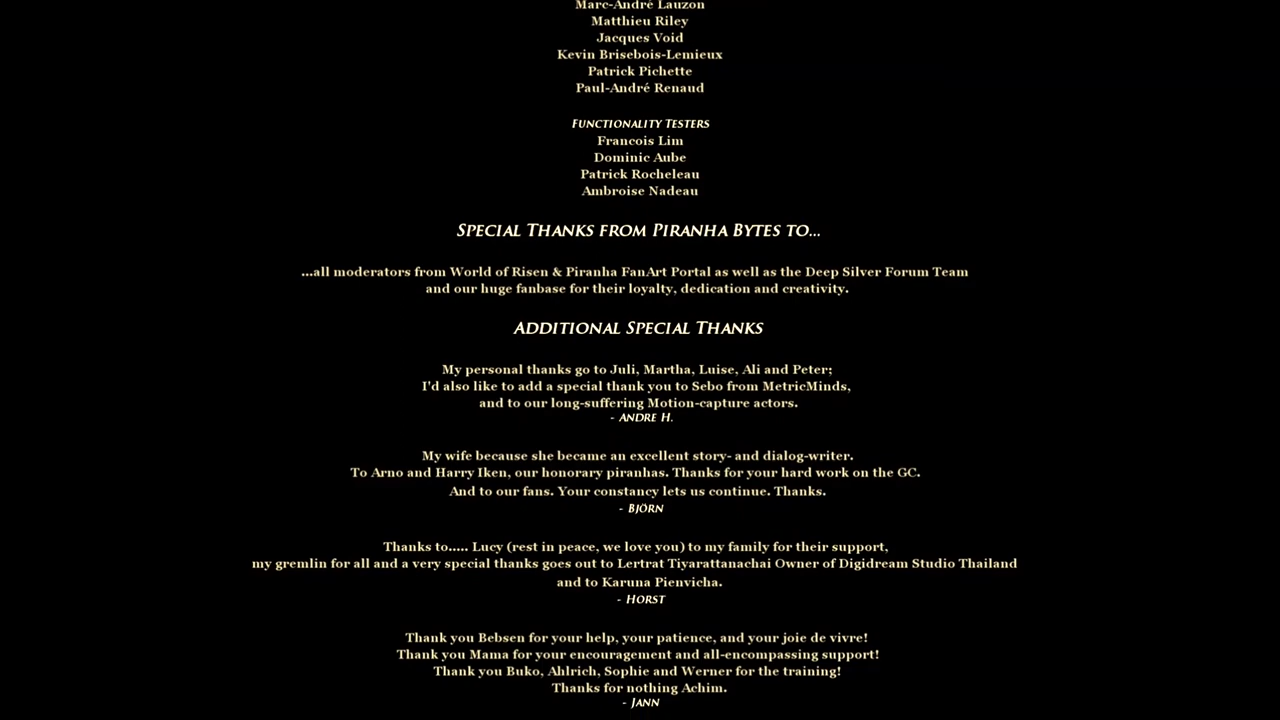 Marc-André Lauzon
Matthieu Riley
Jacques Void
Kevin Brisebois-Lemieux
Patrick Pichette
Paul-André Renaud
Functionality Testers
Francois Lim
Dominic Aube
Patrick Rocheleau
Ambroise Nadeau
Special Thanks from Piranha Bytes to...
...all moderators from World of Risen & Piranha FanArt Portal as well as the Deep Silver Forum Team
and our huge fanbase for their loyalty, dedication and creativity.
Additional Special Thanks
My personal thanks go to Juli, Martha, Luise, Ali and Peter;
I'd also like to add a special thank you to Sebo from MetricMinds,
and to our long-suffering Motion-capture actors.
- Andre H.
My wife because she became an excellent story- and dialog-writer.
To Arno and Harry Iken, our honorary piranhas. Thanks for your hard work on the GC.
And to our fans. Your constancy lets us continue. Thanks.
- Björn
Thanks to..... Lucy (rest in peace, we love you) to my family for their support,
my gremlin for all and a very special thanks goes out to Lertrat Tiyarattanachai Owner of Digidream Studio Thailand
and to Karuna Pienvicha.
- Horst
Thank you Bebsen for your help, your patience, and your joie de vivre!
Thank you Mama for your encouragement and all-encompassing support!
Thank you Buko, Ahlrich, Sophie and Werner for the training!
Thanks for nothing Achim.
- Jann